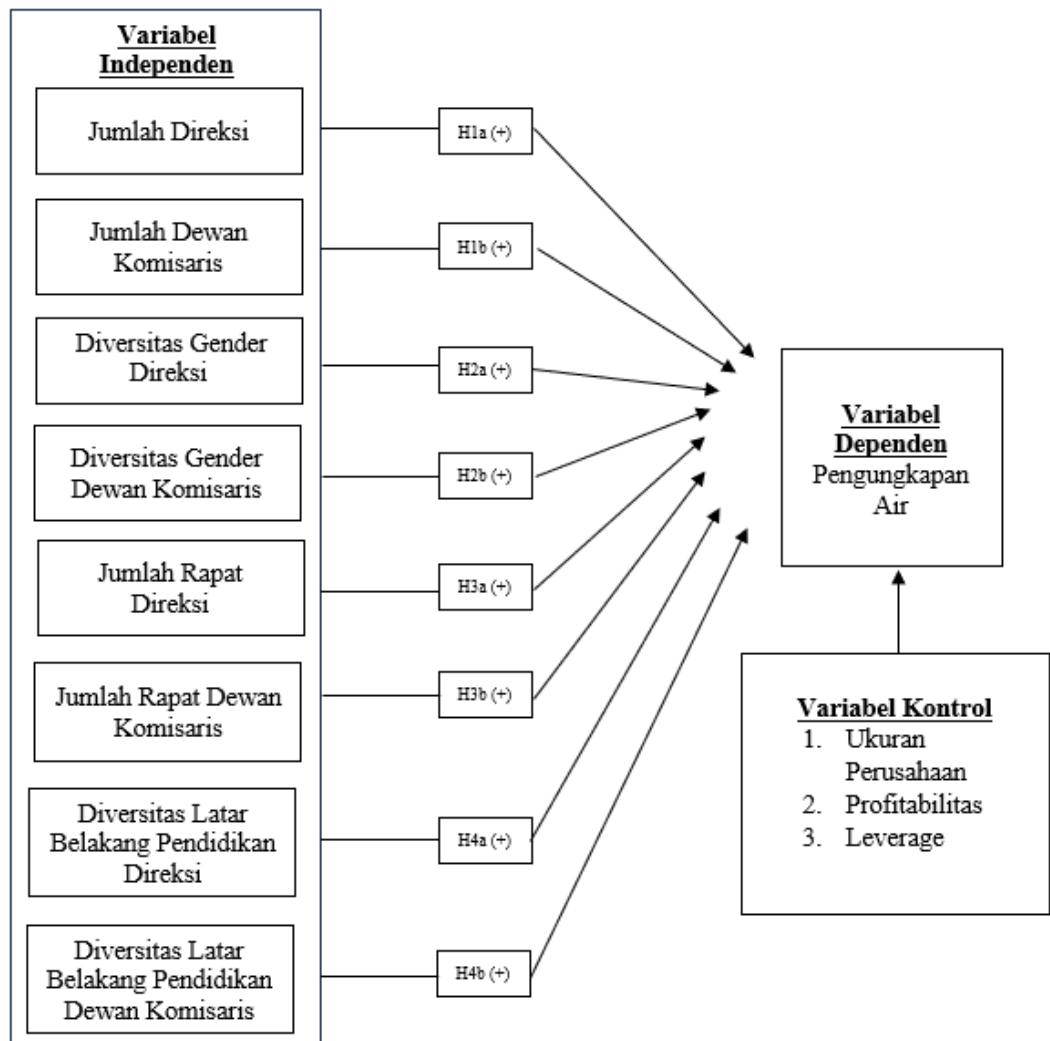 Variabel
Independen
Jumlah Direksi
H1a (+)
Jumlah Dewan
Komisaris
H1b (+)
Diversitas Gender
Direksi
H2a (+)
Diversitas Gender
Dewan Komisaris
H2b (+)
Jumlah Rapat
Direksi
H3a (+)
Jumlah Rapat Dewan
Komisaris
H3b (+)
Diversitas Latar
Belakang Pendidikan
Direksi
H4a (+)
Diversitas Latar
Belakang Pendidikan
Dewan Komisaris
H4b (+)
Variabel
Dependen
Pengungkapan
Air
Variabel Kontrol
1. Ukuran
Perusahaan
2. Profitabilitas
3. Leverage